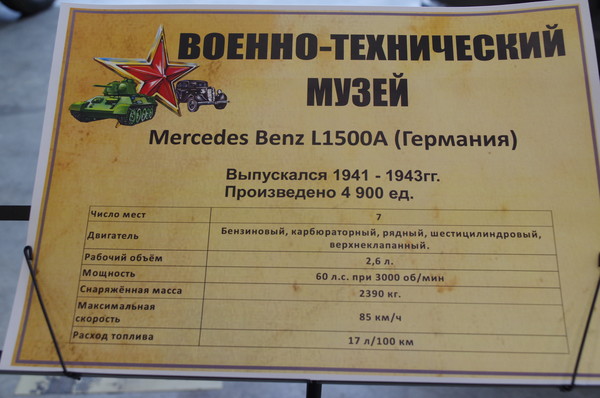 ВОЕННО-ТЕХНИЧЕСКИЙ
МУЗЕЙ
Mercedes Benz L1500A (Германия)
Выпускался 1941 - 1943гг.
Произведено 4 900 ед.
Число мест 7
Двигатель Бензиновый, карбюраторный, рядный, шестицилиндровый,
верхнеклапанный.
Рабочий объём 2,6 л.
Мощность 60 л.с. при 3000 об/мин
Снаряжённая масса 2390 кг.
Максимальная
скорость 85 км/ч
Расход топлива 17 л/100 км